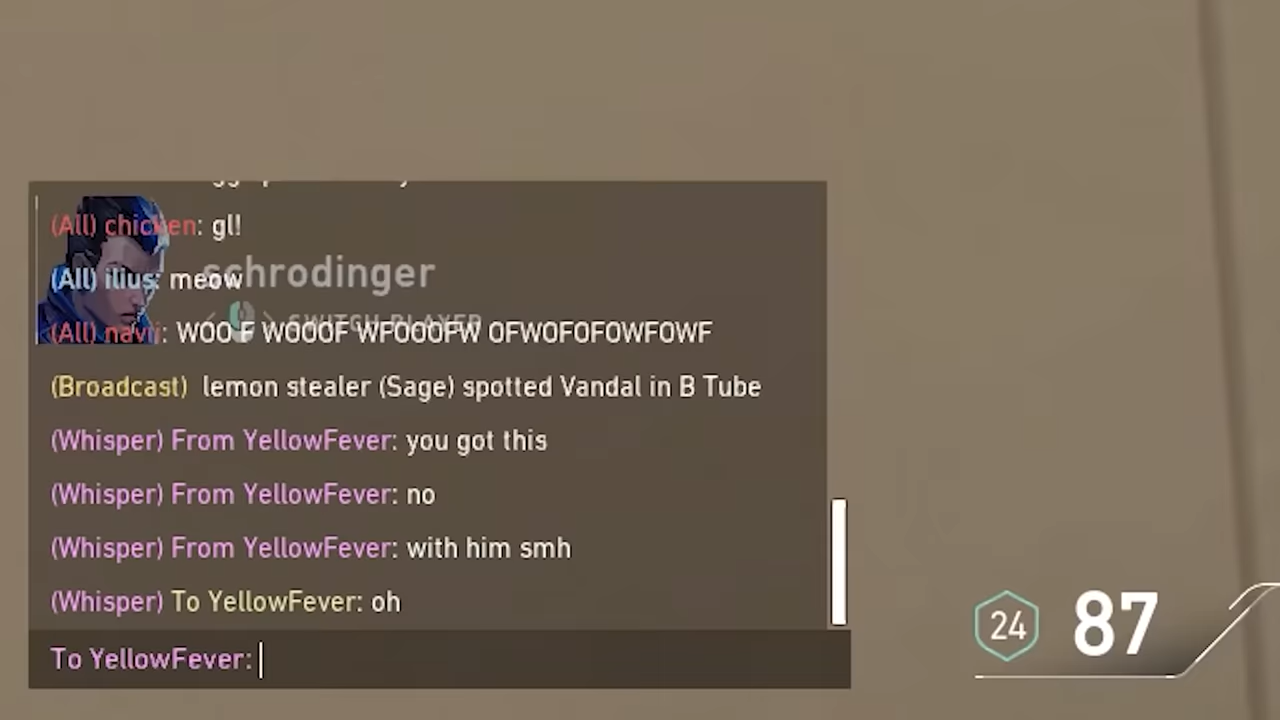 (All) chicken: gl!
(All) ilius: meow
schrodinger
SWITCH PLAYER
(All) navi: WOO F WOOOF WFOOOFW OFWOFOFOWFOWF
(Broadcast) lemon stealer (Sage) spotted Vandal in B Tube
(Whisper) From YellowFever: you got this
(Whisper) From YellowFever: no
(Whisper) From YellowFever: with him smh
(Whisper) To YellowFever: oh
To YellowFever:
24 87